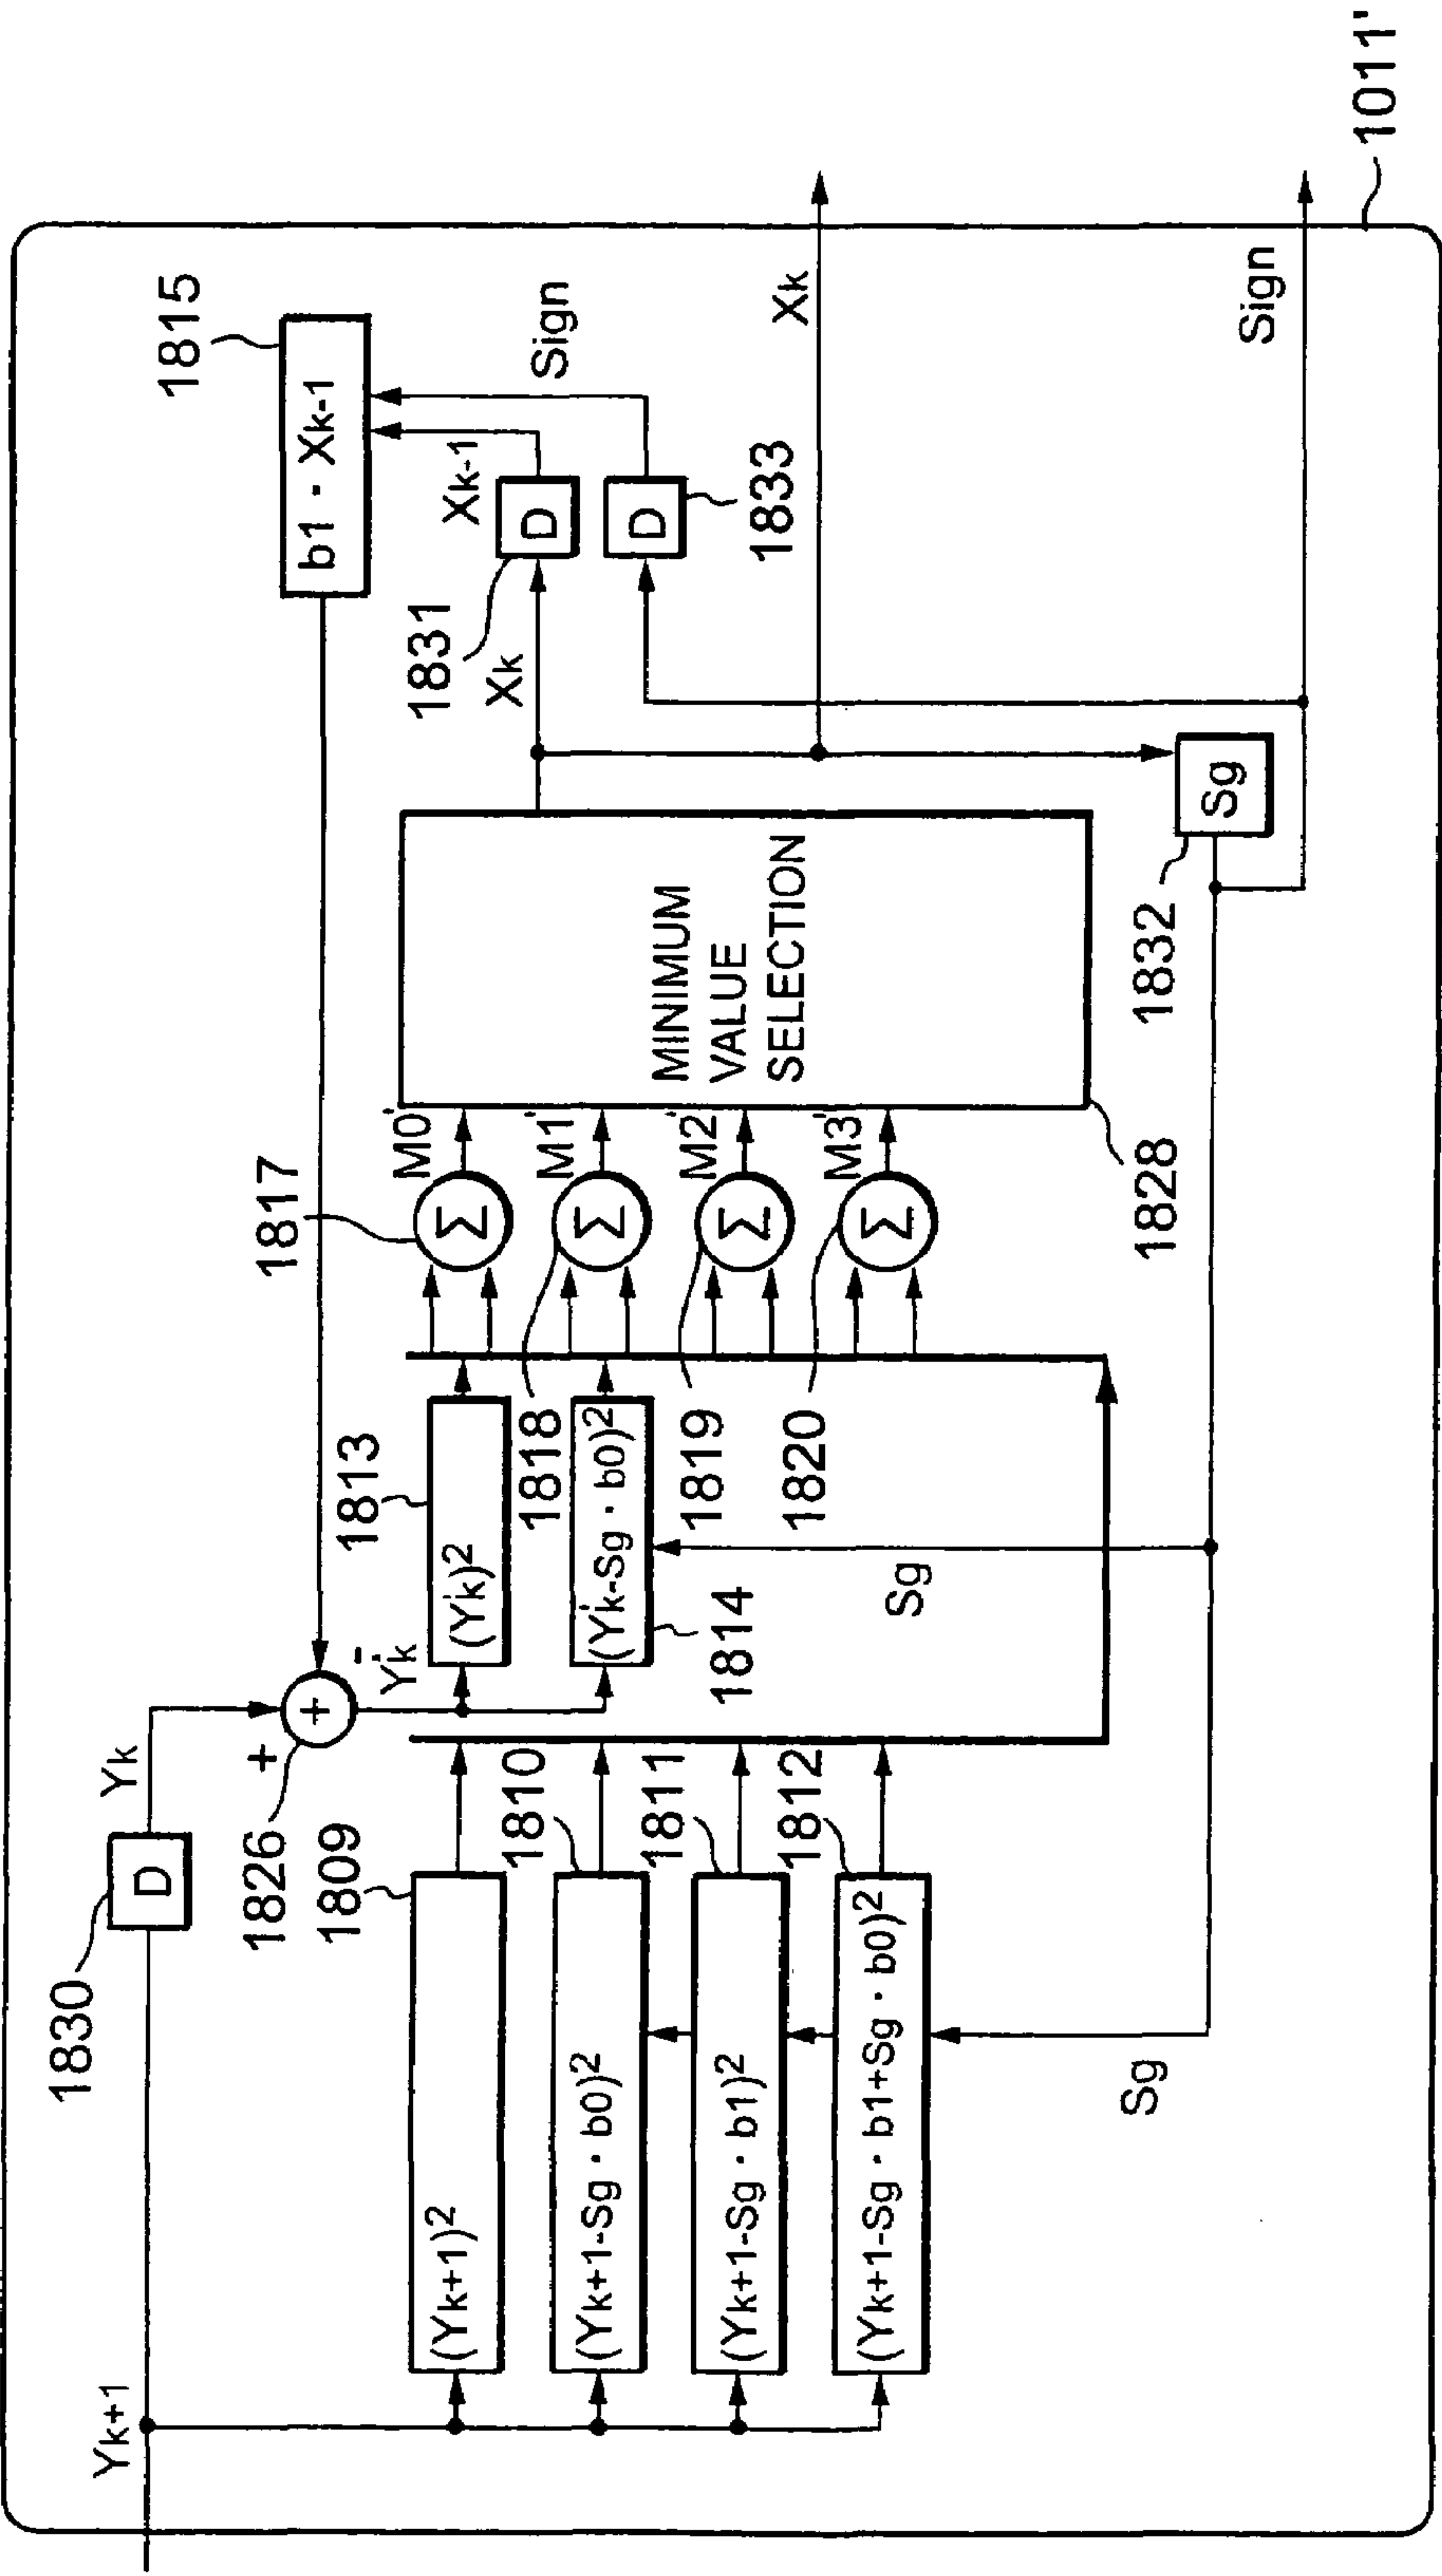 1011'
Yk+1
1830
D
Yk
+
1826
+
-
Y'k
1809
(Yk+1)²
1810
(Yk+1-Sg · b0)²
1811
(Yk+1-Sg · b1)²
1812
(Yk+1-Sg · b1+Sg · b0)²
Sg
1813
(Y'k)²
1814
(Y'k-Sg · b0)²
Sg
1817
Σ
M0'
1818
Σ
M1'
1819
Σ
M2'
1820
Σ
M3'
MINIMUM
VALUE
SELECTION
1828
1815
b1 · Xk-1
1831
Xk
D
Xk-1
D
1833
Sign
1832
Sg
Xk
Sign